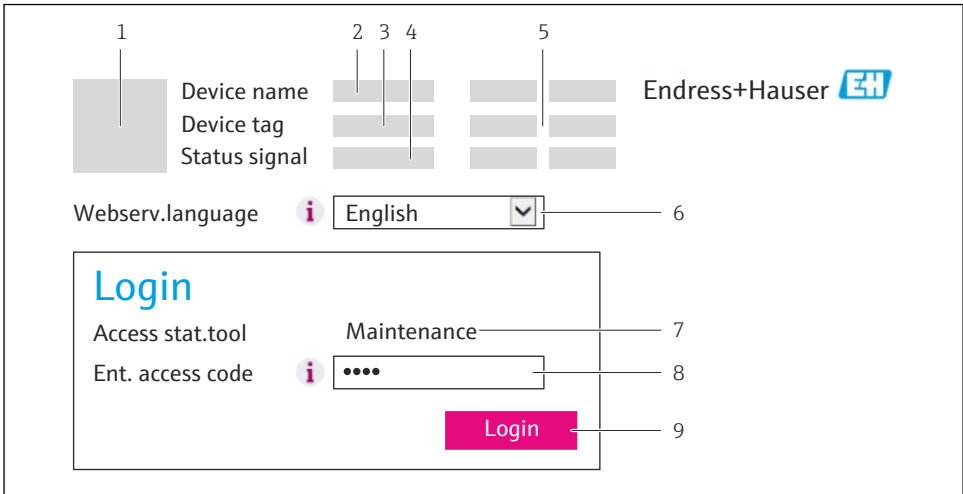 1 2 3 4 5
Device name
Endress+Hauser EH
Device tag
Status signal
Webserv.language i English 6
Login
Access stat.tool Maintenance 7
Ent. access code i •••• 8
Login 9